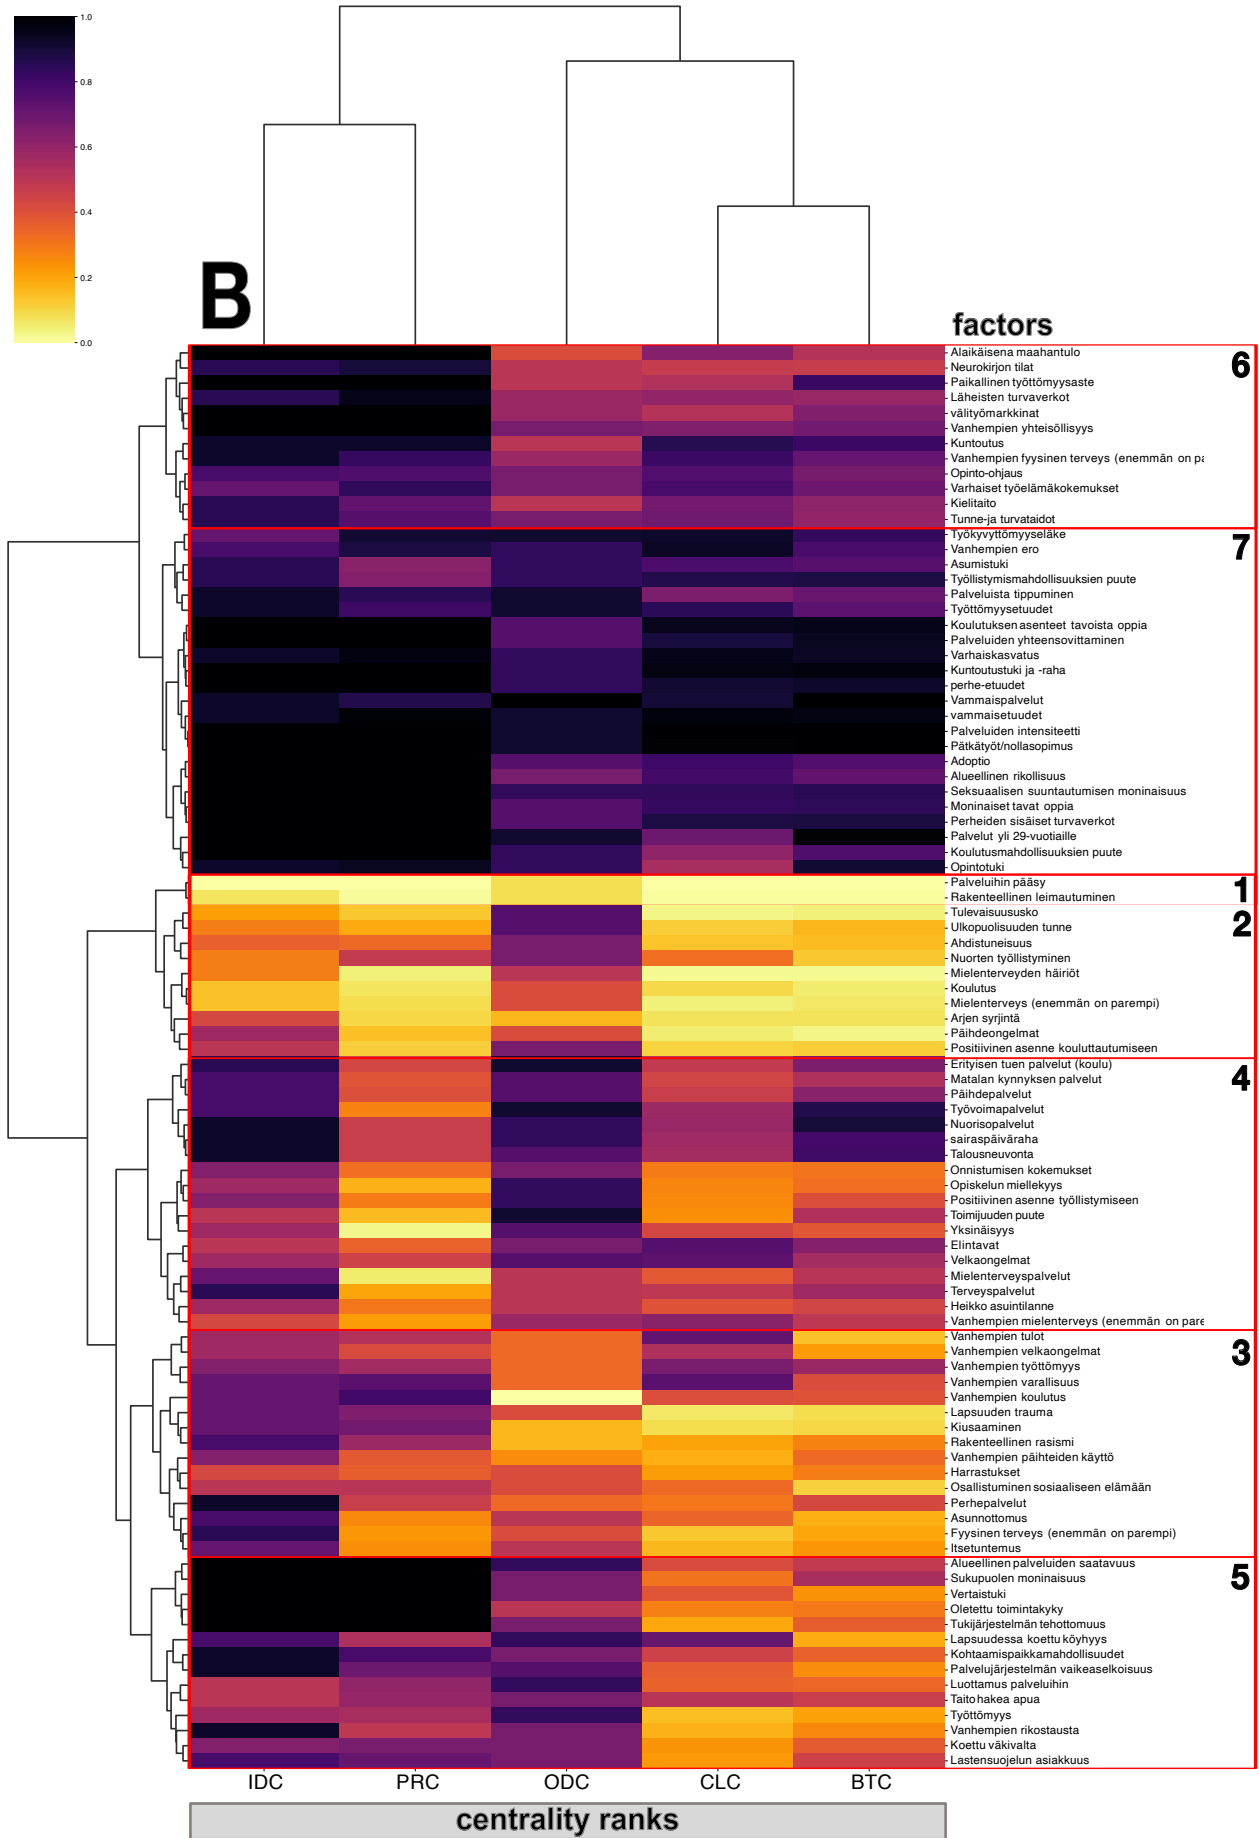 1.0
0.8
0.6
0.4
0.2
0.0
B
factors
Alaikäisena maahantulo
6
Neurokirjon tilat
Paikallinen työttömyysaste
Läheisten turvaverkot
välityömarkkinat
Vanhempien yhteisöllisyys
Kuntoutus
Vanhempien fyysinen terveys (enemmän on pa
Opinto-ohjaus
Varhaiset työelämäkokemukset
Kielitaito
Tunne-ja turvataidot
Työkyvyttömyyseläke
7
Vanhempien ero
Asumistuki
Työllistymismahdollisuuksien puute
Palveluista tippuminen
Työttömyysetuudet
Koulutuksen asenteet tavoista oppia
Palveluiden yhteensovittaminen
Varhaiskasvatus
Kuntoutustuki ja -raha
perhe-etuudet
Vammaispalvelut
vammaisetuudet
Palveluiden intensiteetti
Pätkätyöt/nollasopimus
Adoptio
Alueellinen rikollisuus
Seksuaalisen suuntautumisen moninaisuus
Moninaiset tavat oppia
Perheiden sisäiset turvaverkot
Palvelut yli 29-vuotiaille
Koulutusmahdollisuuksien puute
Opintotuki
Palveluihin pääsy
1
Rakenteellinen leimautuminen
Tulevaisuususko
2
Ulkopuolisuuden tunne
Ahdistuneisuus
Nuorten työllistyminen
Mielenterveyden häiriöt
Koulutus
Mielenterveys (enemmän on parempi)
Arjen syrjintä
Päihdeongelmat
Positiivinen asenne kouluttautumiseen
Erityisen tuen palvelut (koulu)
4
Matalan kynnyksen palvelut
Päihdepalvelut
Työvoimapalvelut
Nuorisopalvelut
sairaspäiväraha
Talousneuvonta
Onnistumisen kokemukset
Opiskelun miellekyys
Positiivinen asenne työllistymiseen
Toimijuuden puute
Yksinäisyys
Elintavat
Velkaongelmat
Mielenterveyspalvelut
Terveyspalvelut
Heikko asuintilanne
Vanhempien mielenterveys (enemmän on pare
Vanhempien tulot
3
Vanhempien velkaongelmat
Vanhempien työttömyys
Vanhempien varallisuus
Vanhempien koulutus
Lapsuuden trauma
Kiusaaminen
Rakenteellinen rasismi
Vanhempien päihteiden käyttö
Harrastukset
Osallistuminen sosiaaliseen elämään
Perhepalvelut
Asunnottomus
Fyysinen terveys (enemmän on parempi)
Itsetuntemus
Alueellinen palveluiden saatavuus
5
Sukupuolen moninaisuus
Vertaistuki
Oletettu toimintakyky
Tukijärjestelmän tehottomuus
Lapsuudessa koettu köyhyys
Kohtaamispaikkamahdollisuudet
Palvelujärjestelmän vaikeaselkoisuus
Luottamus palveluihin
Taito hakea apua
Työttömyys
Vanhempien rikostausta
Koettu väkivalta
Lastensuojelun asiakkuus
IDC PRC ODC CLC BTC
centrality ranks